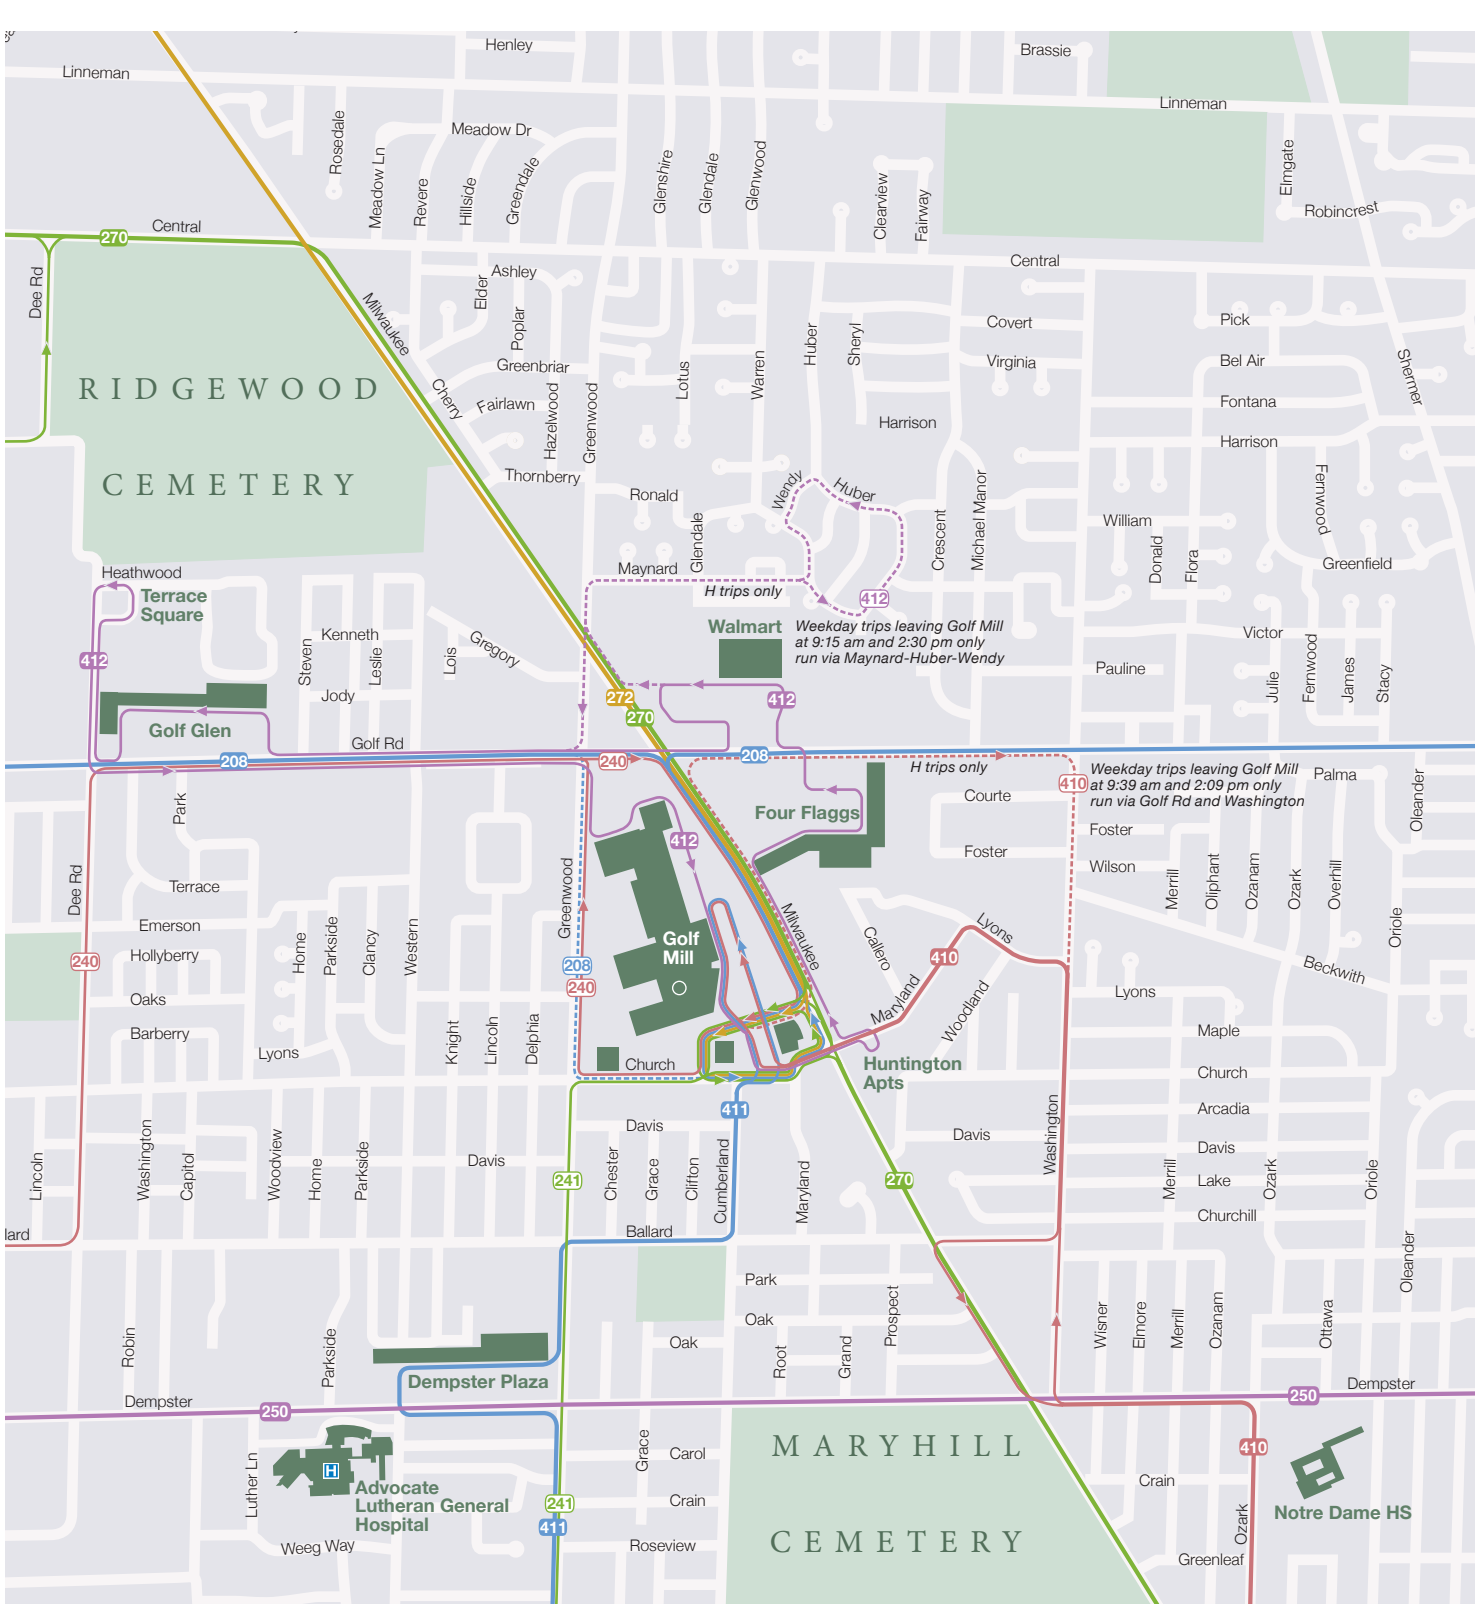 Henley
Brassie
Linneman
Linneman
Meadow Dr
Rosedale
Meadow Ln
Revere
Hillside
Greendale
Glenshire
Glendale
Glenwood
Clearview
Fairway
Elmgate
Robincrest
Central
270
Central
Dee Rd
Ashley
Elder
Poplar
Milwaukee
Greenbriar
Cherry
Fairlawn
Hazelwood
Greenwood
Lotus
Warren
Huber
Sheryl
Covert
Virginia
Harrison
Pick
Bel Air
Fontana
Harrison
Shermer
RIDGEWOOD
CEMETERY
Thornberry
Ronald
Glendale
Wendy
Huber
Crescent
Michael Manor
William
Donald
Flora
Fernwood
Greenfield
Heathwood
Terrace
Square
Maynard
H trips only
412
Walmart
Weekday trips leaving Golf Mill
at 9:15 am and 2:30 pm only
run via Maynard-Huber-Wendy
Kenneth
Steven
Leslie
Jody
Lois
Gregory
412
Golf Glen
Victor
Pauline
Julie
Fernwood
James
Stacy
272
270
412
Golf Rd
208
240
208
H trips only
410
Weekday trips leaving Golf Mill
at 9:39 am and 2:09 pm only
run via Golf Rd and Washington
Palma
Oleander
Park
Four Flaggs
Courte
Foster
Foster
Wilson
412
Merrill
Oliphant
Ozanam
Ozark
Overhill
Dee Rd
Terrace
Greenwood
Emerson
Hollyberry
Home
Parkside
Clancy
Western
Golf
Mill
Milwaukee
Callero
Lyons
Oriole
Beckwith
240
208
240
410
Oaks
Barberry
Lyons
Knight
Lincoln
Delphia
Maryland
Woodland
Lyons
Maple
Church
Huntington
Apts
Church
Arcadia
411
Davis
Davis
Washington
Davis
Lincoln
Washington
Capitol
Woodview
Home
Parkside
Davis
241
Chester
Grace
Clifton
Cumberland
Maryland
270
Merrill
Lake
Ozark
Oriole
Churchill
lard
Ballard
Oleander
Park
Oak
Oak
Root
Grand
Prospect
Wisner
Elmore
Merrill
Ozanam
Ottawa
Robin
Parkside
Dempster Plaza
Dempster
250
250
Dempster
Luther Ln
H
Advocate
Lutheran General
Hospital
Weeg Way
Grace
Carol
Crain
Roseview
241
411
MARYHILL
CEMETERY
410
Crain
Ozark
Greenleaf
Notre Dame HS